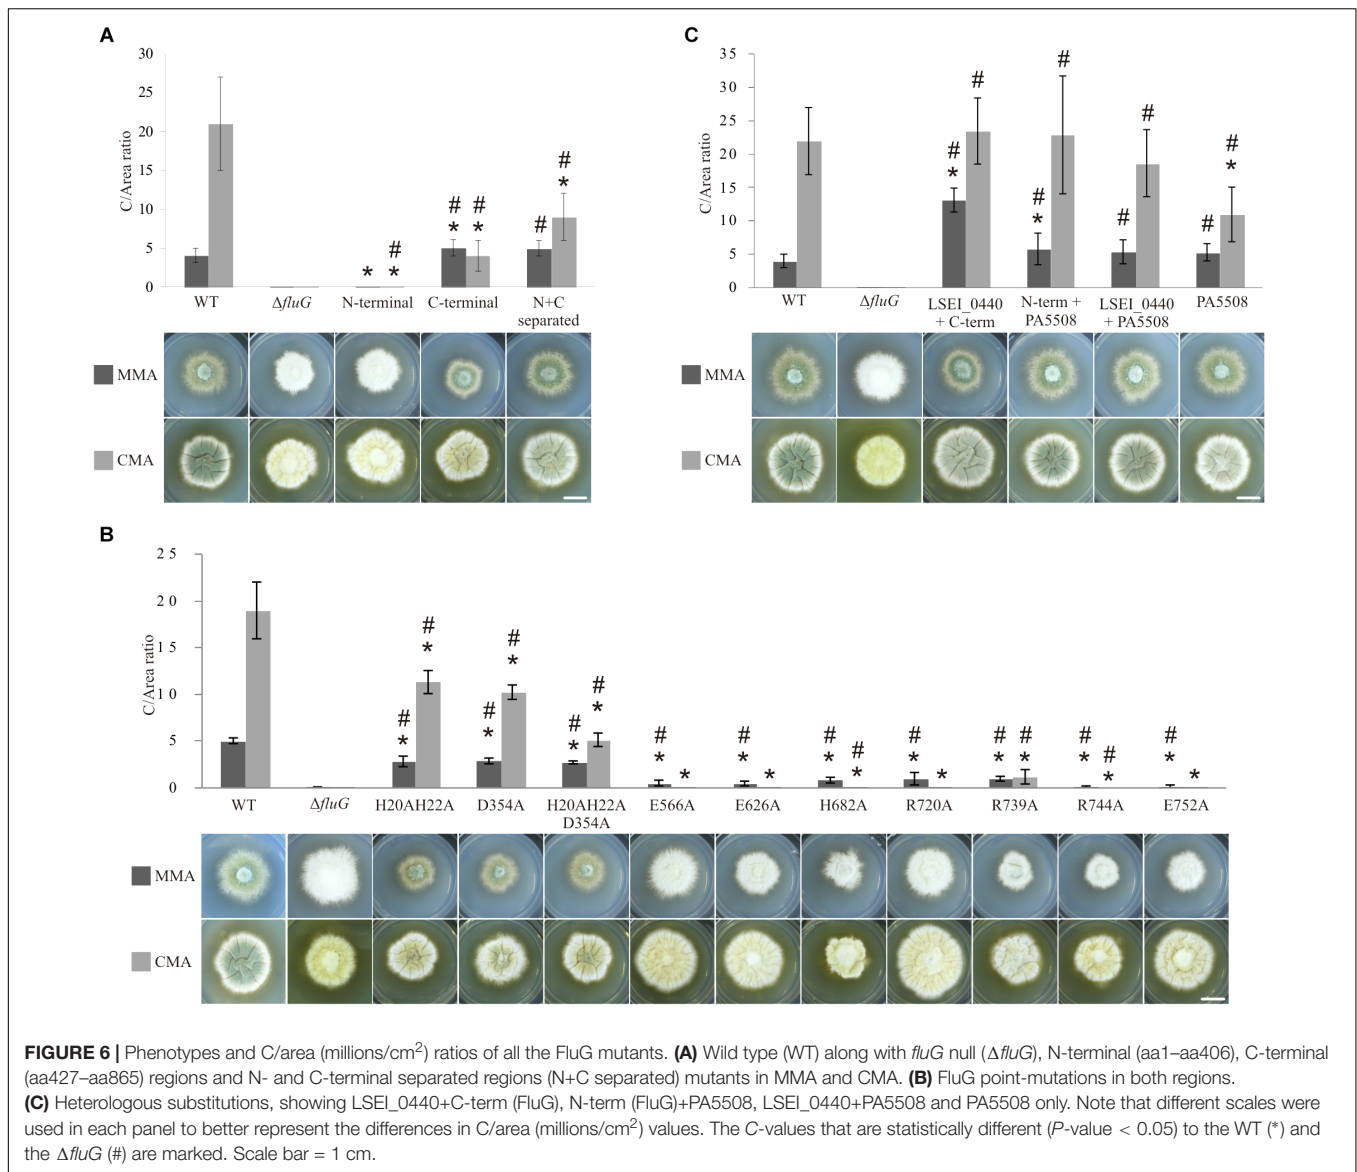 A
30
25
20
15
10
5
0
C/Area ratio
# # # # #
* * * * *
WT ΔfluG N-terminal C-terminal N+C
separated
MMA
CMA
C
35
30
25
20
15
10
5
0
C/Area ratio
# # # # # # # #
* * *
WT ΔfluG LSEI_0440 N-term + LSEI_0440 PA5508
+ C-term PA5508 + PA5508
MMA
CMA
B
25
20
15
10
5
0
C/Area ratio
# # # # # # # # # # # # # # #
* * * * * * * * * * * * * * * * * * * *
WT ΔfluG H20AH22A D354A H20AH22A E566A E626A H682A R720A R739A R744A E752A
D354A
MMA
CMA
FIGURE 6 | Phenotypes and C/area (millions/cm²) ratios of all the FluG mutants. (A) Wild type (WT) along with fluG null (ΔfluG), N-terminal (aa1–aa406), C-terminal
(aa427–aa865) regions and N- and C-terminal separated regions (N+C separated) mutants in MMA and CMA. (B) FluG point-mutations in both regions.
(C) Heterologous substitutions, showing LSEI_0440+C-term (FluG), N-term (FluG)+PA5508, LSEI_0440+PA5508 and PA5508 only. Note that different scales were
used in each panel to better represent the differences in C/area (millions/cm²) values. The C-values that are statistically different (P-value < 0.05) to the WT (*) and
the ΔfluG (#) are marked. Scale bar = 1 cm.